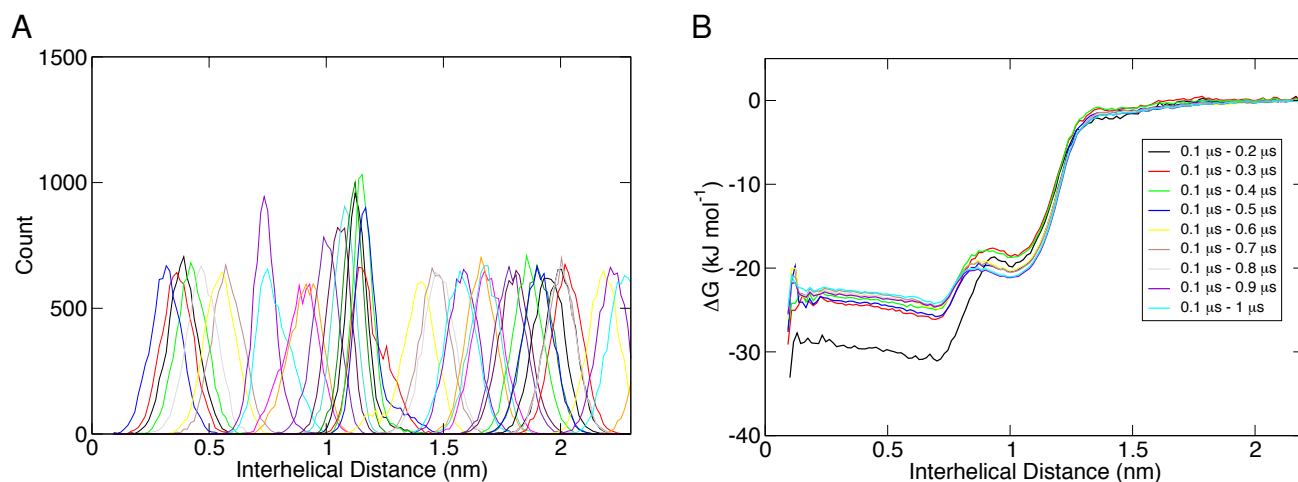 A
1500
1000
500
0
Count
0
0.5
1
1.5
2
Interhelical Distance (nm)
B
0
-10
-20
-30
-40
ΔG (kJ mol⁻¹)
0
0.5
1
1.5
2
Interhelical Distance (nm)
0.1 μs - 0.2 μs
0.1 μs - 0.3 μs
0.1 μs - 0.4 μs
0.1 μs - 0.5 μs
0.1 μs - 0.6 μs
0.1 μs - 0.7 μs
0.1 μs - 0.8 μs
0.1 μs - 0.9 μs
0.1 μs - 1 μs